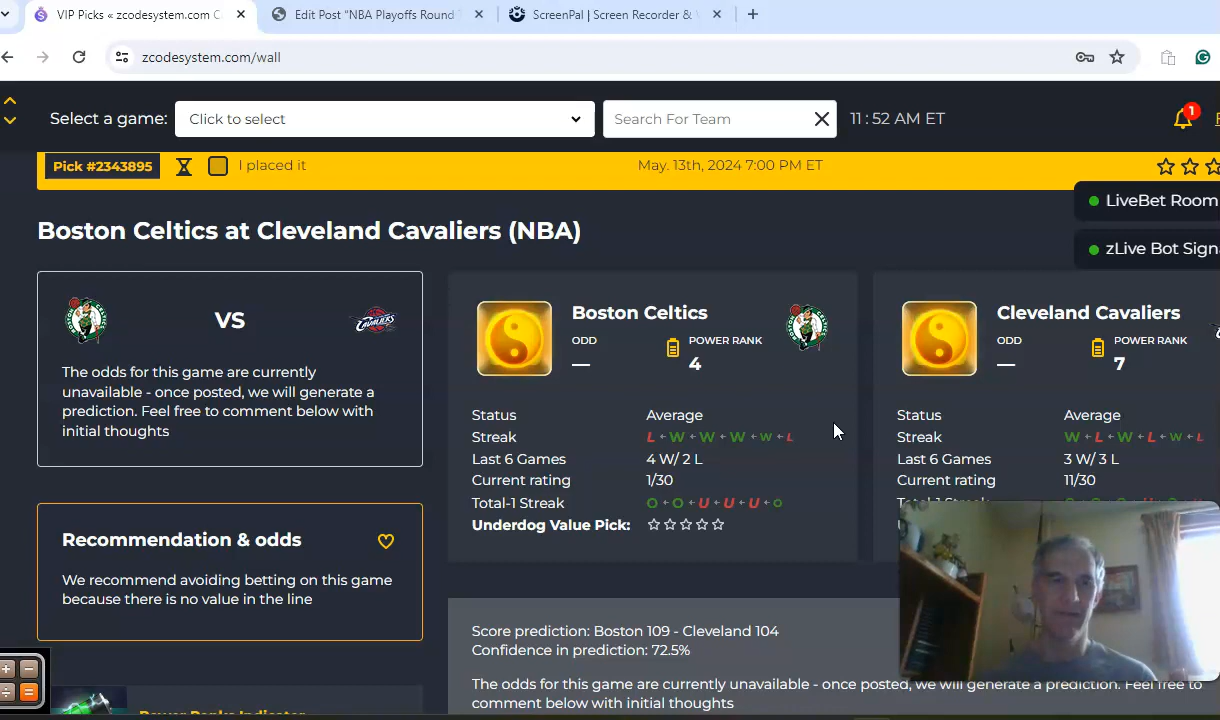 VIP Picks « zcodesystem.com C
Edit Post "NBA Playoffs Round
ScreenPal | Screen Recorder &
zcodesystem.com/wall
Select a game:
Click to select
Search For Team
11 : 52 AM ET
1
Pick #2343895
I placed it
May. 13th, 2024 7:00 PM ET
LiveBet Room
zLive Bot Sign
Boston Celtics at Cleveland Cavaliers (NBA)
VS
The odds for this game are currently
unavailable - once posted, we will generate a
prediction. Feel free to comment below with
initial thoughts
Boston Celtics
ODD
—
POWER RANK
4
Status Average
Streak L W W W W L
Last 6 Games 4 W/ 2 L
Current rating 1/30
Total-1 Streak O O U U U O
Underdog Value Pick:
Cleveland Cavaliers
ODD
—
POWER RANK
7
Status Average
Streak W L W L W L
Last 6 Games 3 W/ 3 L
Current rating 11/30
Recommendation & odds
We recommend avoiding betting on this game
because there is no value in the line
Score prediction: Boston 109 - Cleveland 104
Confidence in prediction: 72.5%
The odds for this game are currently unavailable - once posted, we will generate a prediction. Feel free to
comment below with initial thoughts
Power Ranks Indicator